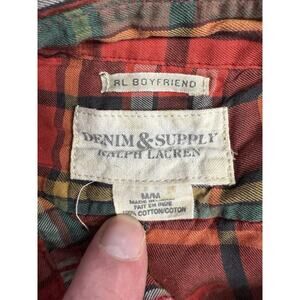 RL BOYFRIEND
DENIM & SUPPLY
RALPH LAUREN
M/M
MADE IN INDIA
FAIT EN INDE
100% COTTON/COTON